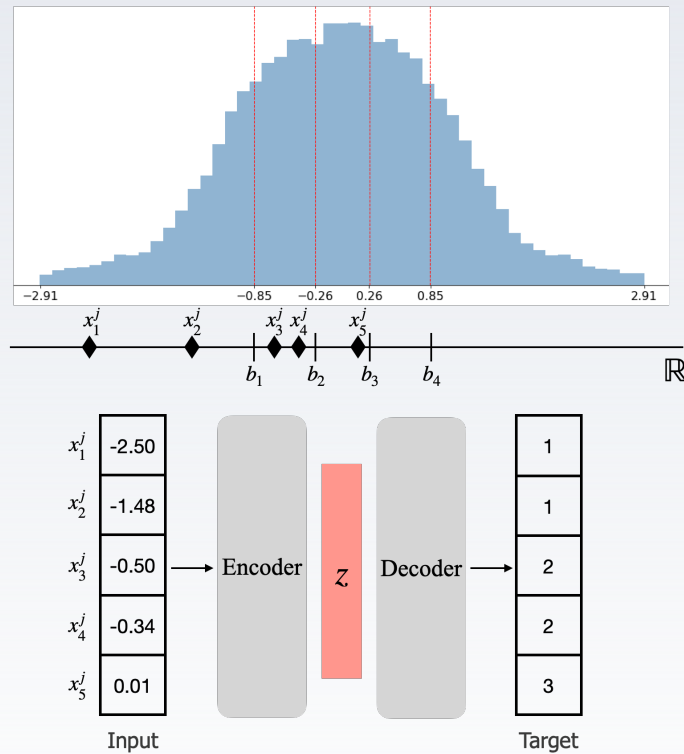 −2.91 −0.85 −0.26 0.26 0.85 2.91
x₁ʲ x₂ʲ x₃ʲ x₄ʲ x₅ʲ
b₁ b₂ b₃ b₄ ℝ
x₁ʲ -2.50 1
x₂ʲ -1.48 1
x₃ʲ -0.50 Encoder z Decoder 2
x₄ʲ -0.34 2
x₅ʲ 0.01 3
Input Target